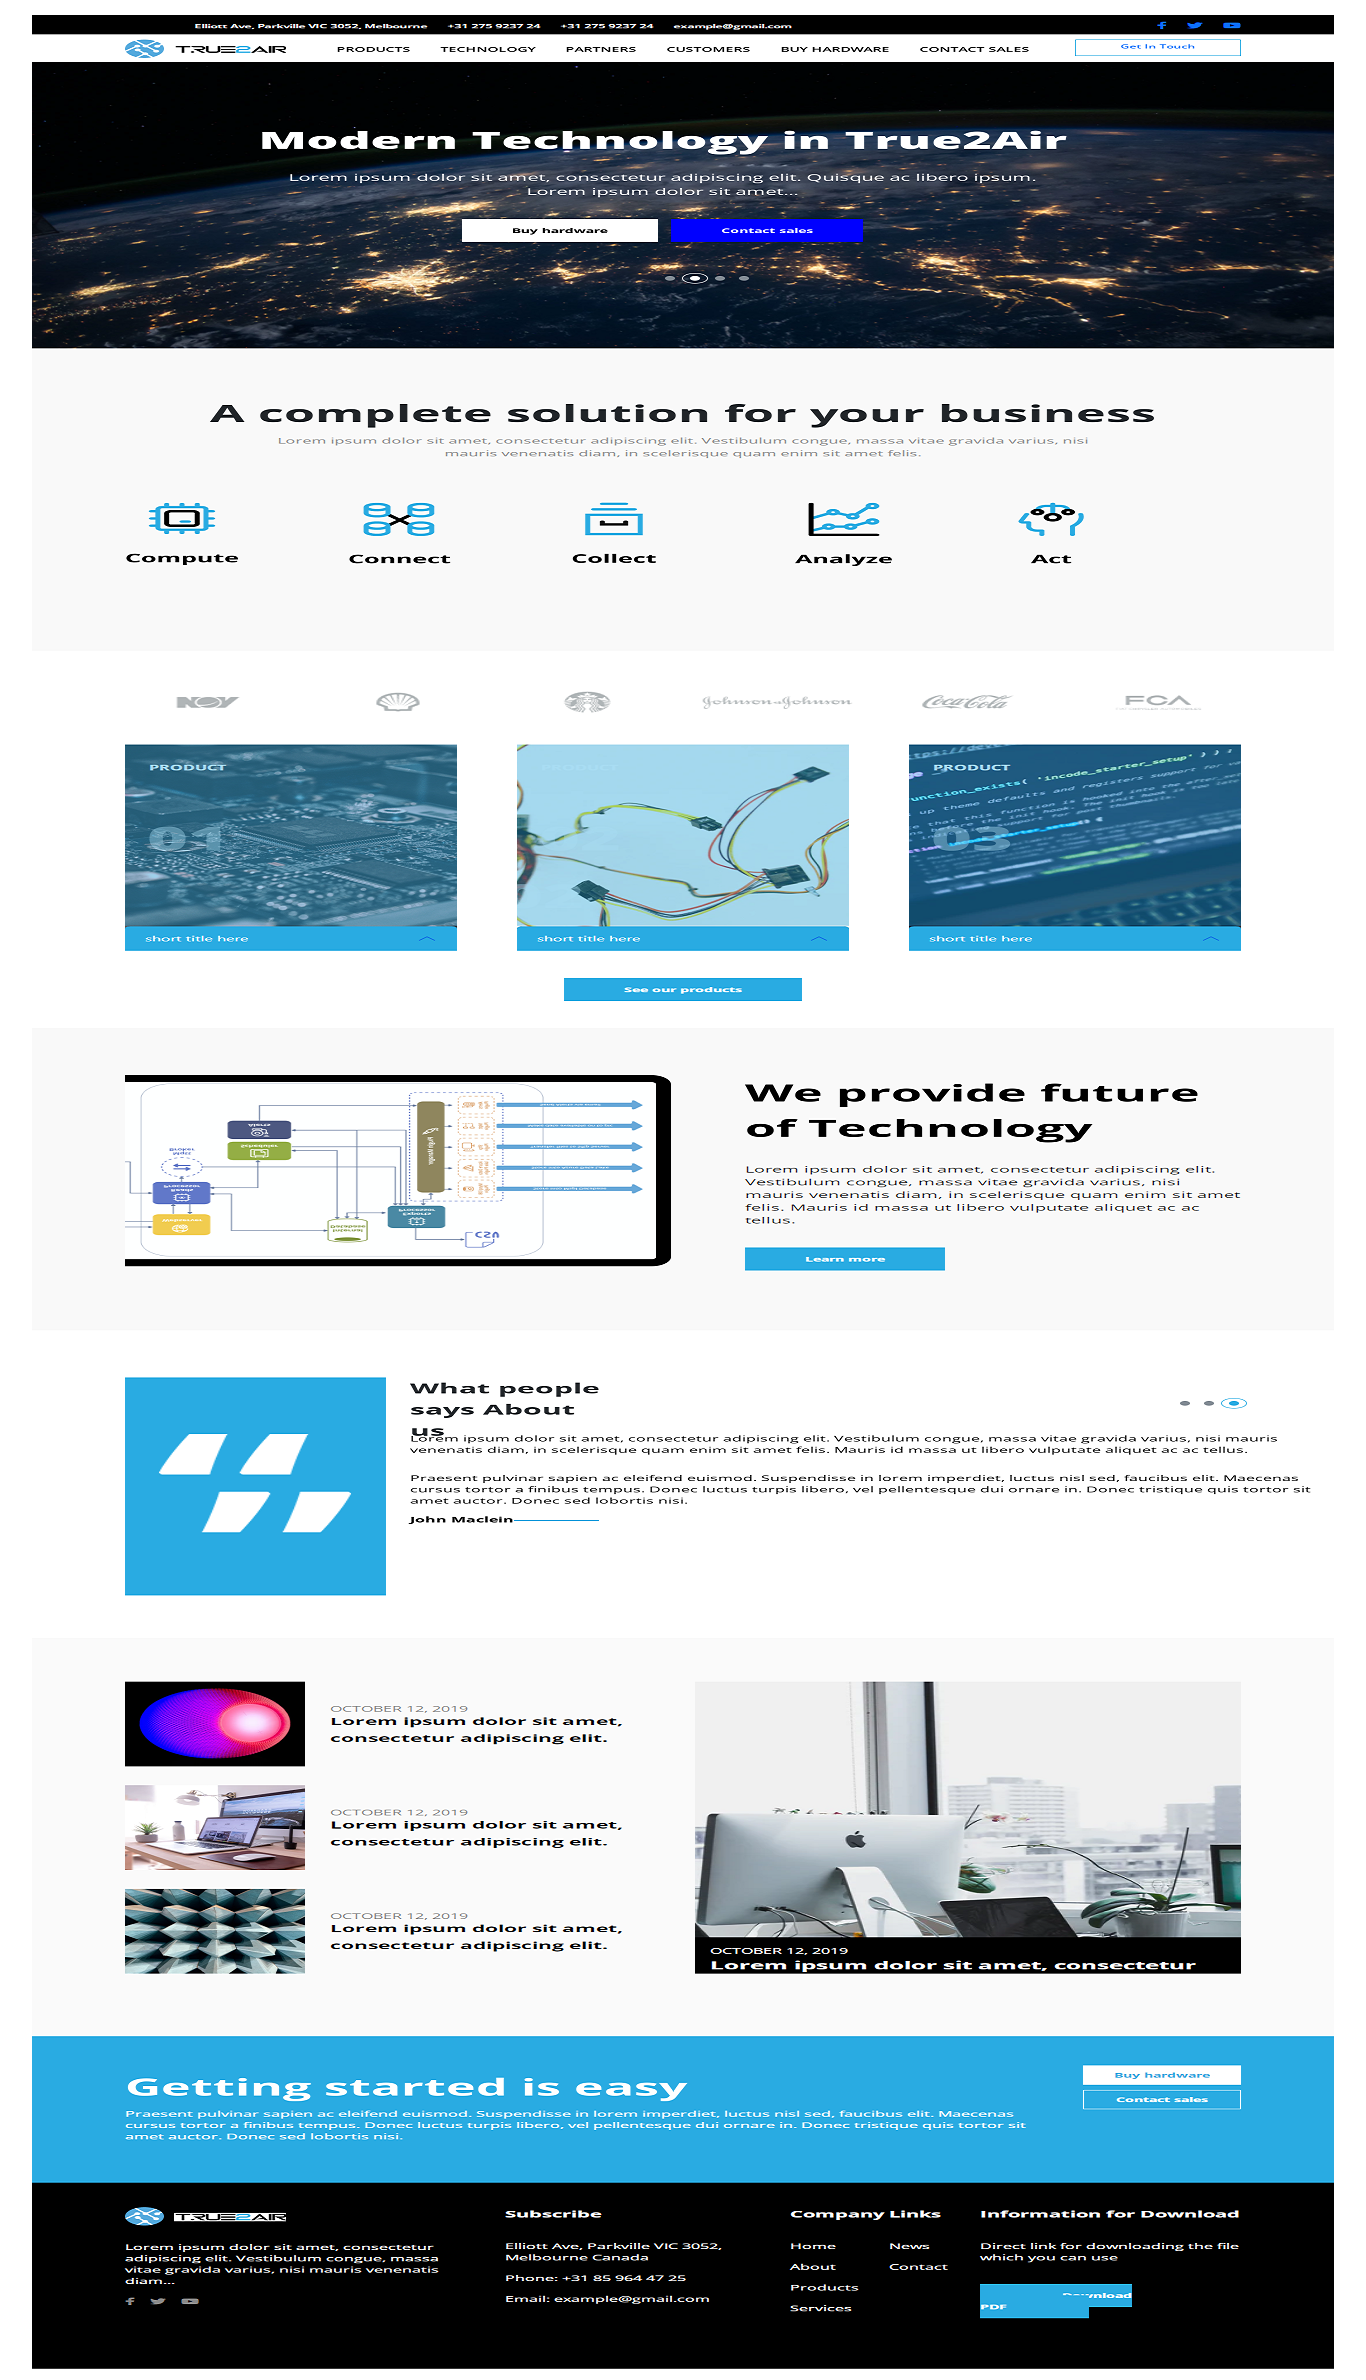 Elliott Ave, Parkville VIC 3052, Melbourne +31 275 9237 24 +31 275 9237 24 example@gmail.com
TRUE2AIR PRODUCTS TECHNOLOGY PARTNERS CUSTOMERS BUY HARDWARE CONTACT SALES Get In Touch
Modern Technology in True2Air
Lorem ipsum dolor sit amet, consectetur adipiscing elit. Quisque ac libero ipsum.
Lorem ipsum dolor sit amet...
Buy hardware Contact sales
A complete solution for your business
Lorem ipsum dolor sit amet, consectetur adipiscing elit. Vestibulum congue, massa vitae gravida varius, nisi
mauris venenatis diam, in scelerisque quam enim sit amet felis.
Compute Connect Collect Analyze Act
NOV Johnson&Johnson Coca-Cola FCA
PRODUCT
01
short title here
02
short title here
PRODUCT
unction_exists( 'incode_starter_setup' ) ) :
up theme defaults and registers support for
03
short title here
See our products
We provide future
of Technology
Lorem ipsum dolor sit amet, consectetur adipiscing elit.
Vestibulum congue, massa vitae gravida varius, nisi
mauris venenatis diam, in scelerisque quam enim sit amet
felis. Mauris id massa ut libero vulputate aliquet ac ac
tellus.
Learn more
What people
says About
us
Lorem ipsum dolor sit amet, consectetur adipiscing elit. Vestibulum congue, massa vitae gravida varius, nisi mauris
venenatis diam, in scelerisque quam enim sit amet felis. Mauris id massa ut libero vulputate aliquet ac ac tellus.
Praesent pulvinar sapien ac eleifend euismod. Suspendisse in lorem imperdiet, luctus nisl sed, faucibus elit. Maecenas
cursus tortor a finibus tempus. Donec luctus turpis libero, vel pellentesque dui ornare in. Donec tristique quis tortor sit
amet auctor. Donec sed lobortis nisi.
John Maclein
OCTOBER 12, 2019
Lorem ipsum dolor sit amet,
consectetur adipiscing elit.
OCTOBER 12, 2019
Lorem ipsum dolor sit amet,
consectetur adipiscing elit.
OCTOBER 12, 2019
Lorem ipsum dolor sit amet,
consectetur adipiscing elit.
OCTOBER 12, 2019
Lorem ipsum dolor sit amet, consectetur
Getting started is easy
Praesent pulvinar sapien ac eleifend euismod. Suspendisse in lorem imperdiet, luctus nisl sed, faucibus elit. Maecenas
cursus tortor a finibus tempus. Donec luctus turpis libero, vel pellentesque dui ornare in. Donec tristique quis tortor sit
amet auctor. Donec sed lobortis nisi.
Buy hardware
Contact sales
TRUE2AIR
Lorem ipsum dolor sit amet, consectetur
adipiscing elit. Vestibulum congue, massa
vitae gravida varius, nisi mauris venenatis
diam...
Subscribe
Elliott Ave, Parkville VIC 3052,
Melbourne Canada
Phone: +31 85 964 47 25
Email: example@gmail.com
Company Links
Home News
About Contact
Products
Services
Information for Download
Direct link for downloading the file
which you can use
Download
PDF